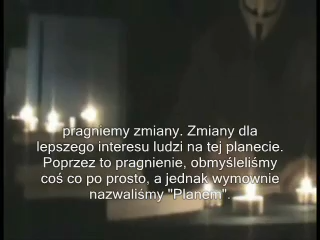 pragniemy zmiany. Zmiany dla
lepszego interesu ludzi na tej planecie.
Poprzez to pragnienie, obmyśleliśmy
coś co po prosto, a jednak wymownie
nazwaliśmy "Planem".